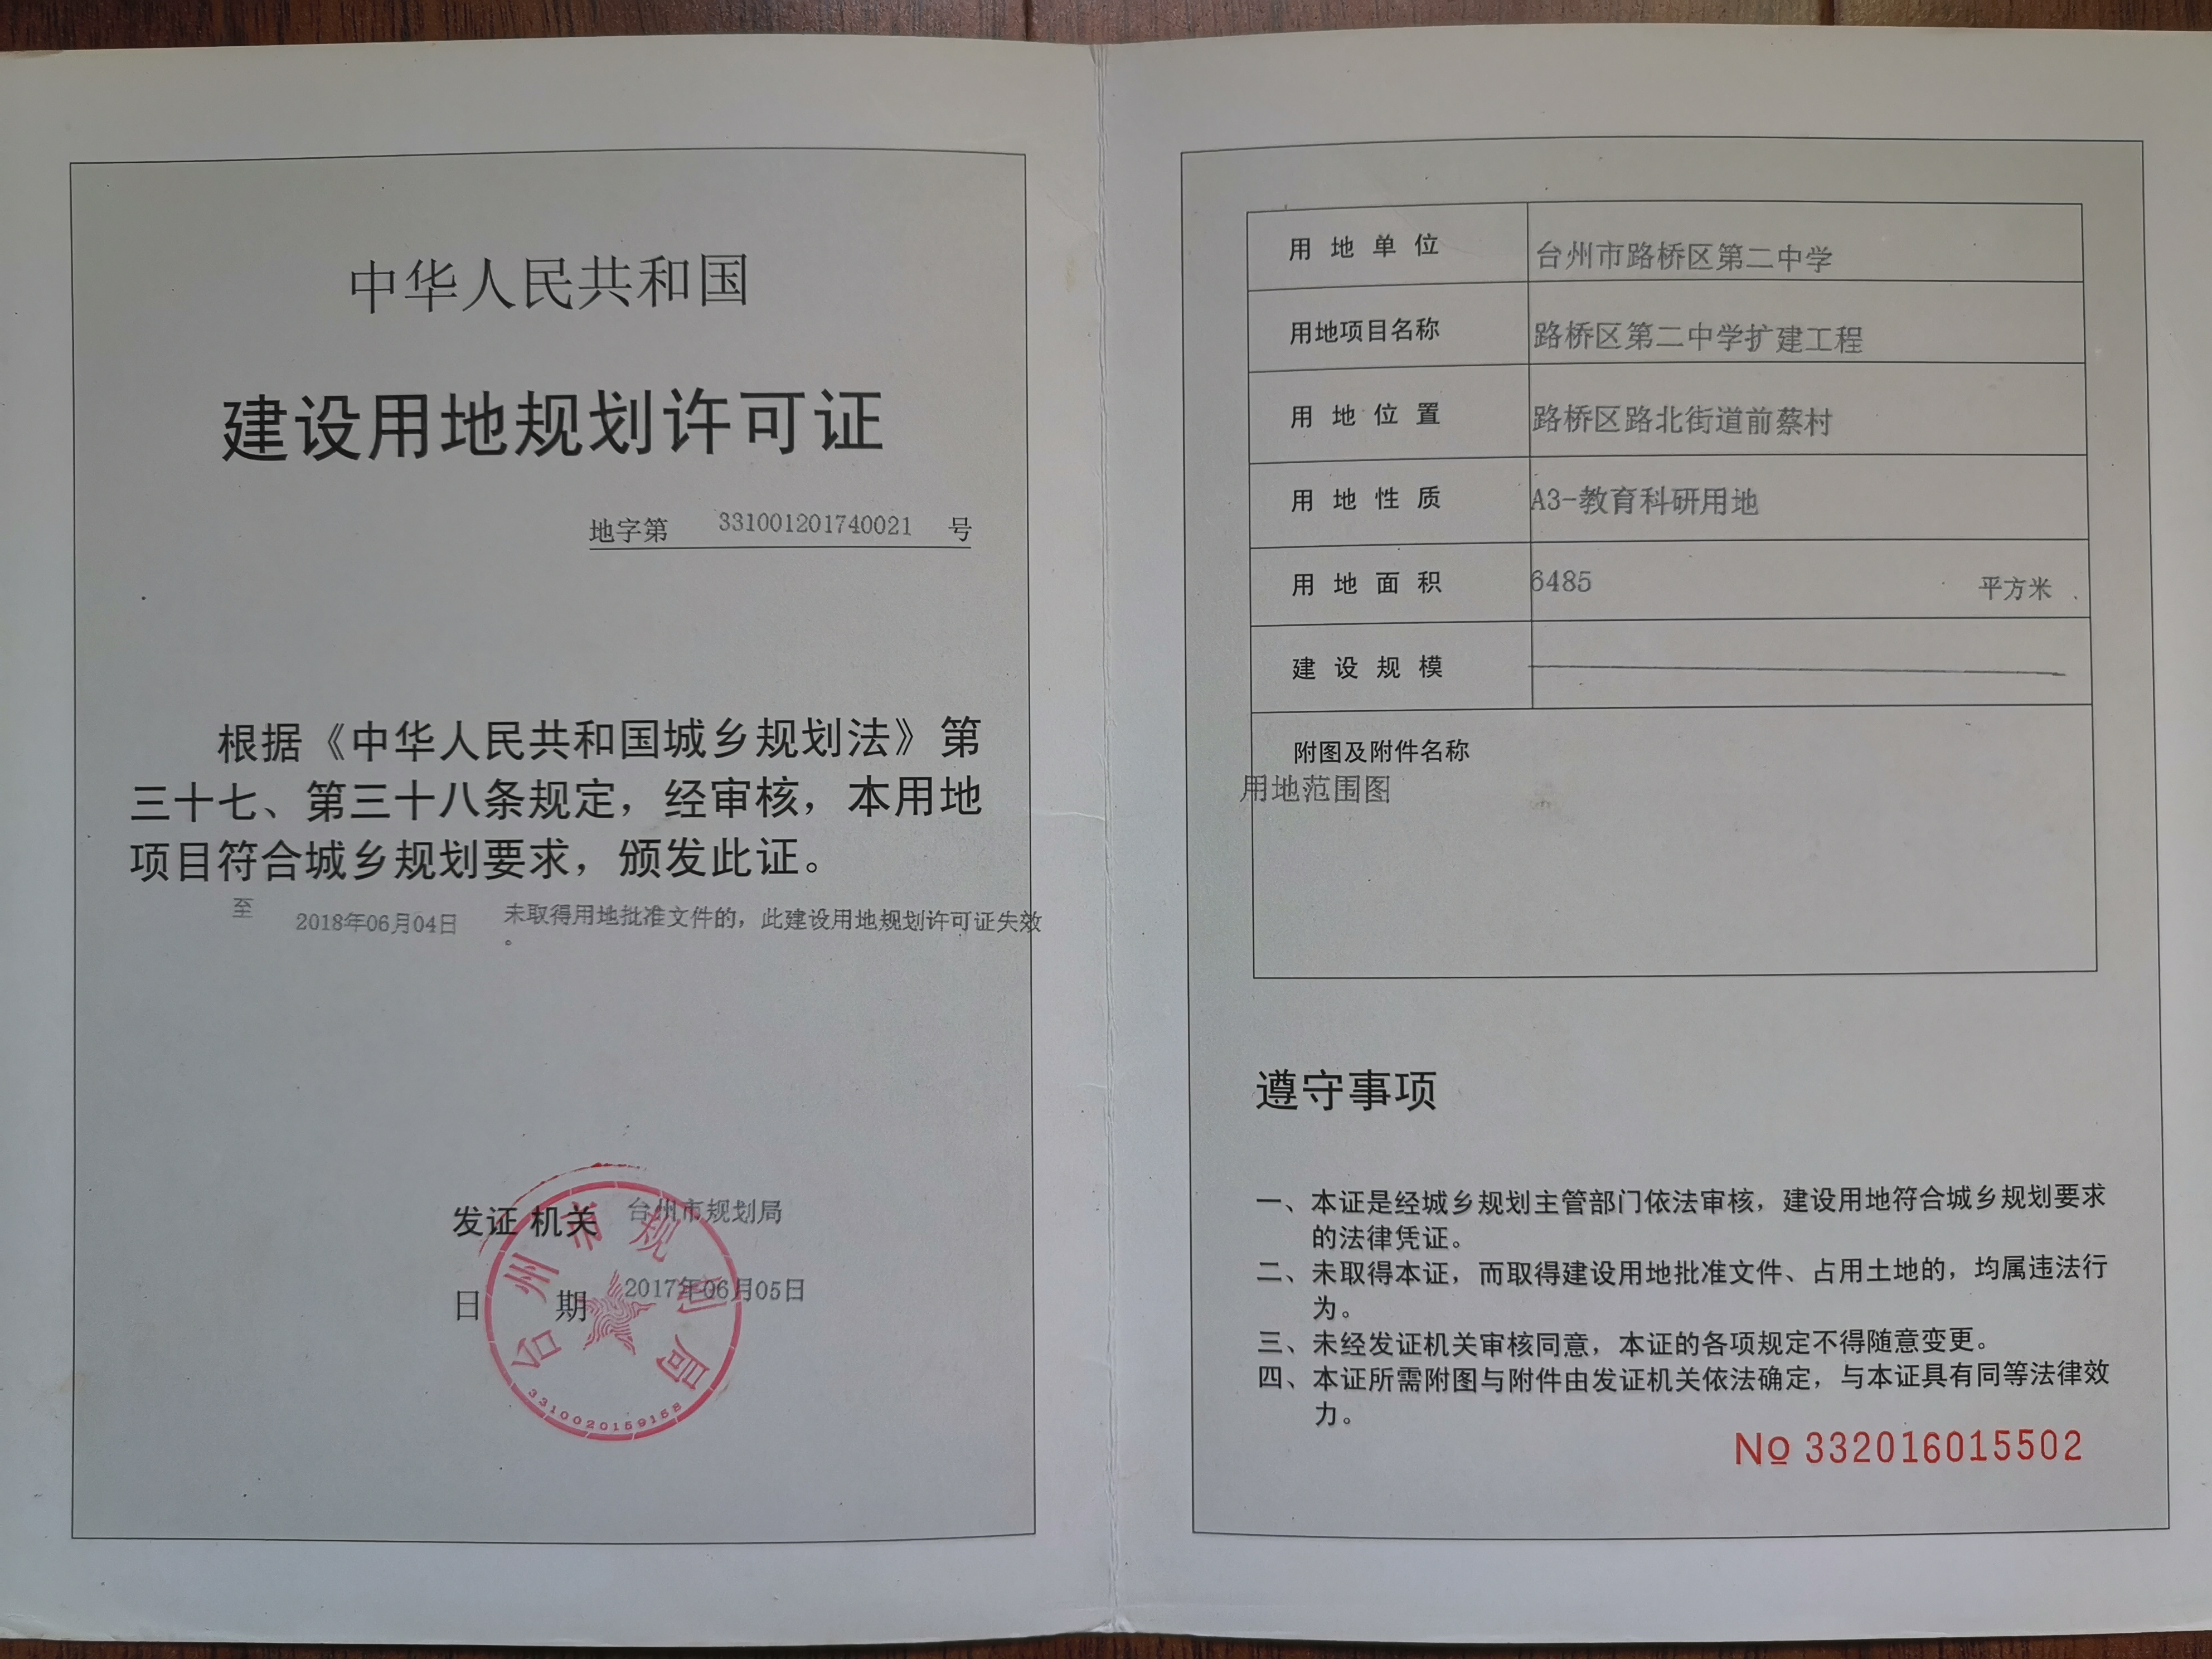 中华人民共和国
建设用地规划许可证
地字第 331001201740021 号
根据《中华人民共和国城乡规划法》第
三十七、第三十八条规定，经审核，本用地
项目符合城乡规划要求，颁发此证。
至 2018年06月04日 未取得用地批准文件的，此建设用地规划许可证失效
。
发证机关 台州市规划局
日 期 2017年06月05日
台州市规划局
3310020159158
用地单位 台州市路桥区第二中学
用地项目名称 路桥区第二中学扩建工程
用地位置 路桥区路北街道前蔡村
用地性质 A3-教育科研用地
用地面积 6485 平方米
建设规模
附图及附件名称
用地范围图
遵守事项
一、本证是经城乡规划主管部门依法审核，建设用地符合城乡规划要求
的法律凭证。
二、未取得本证，而取得建设用地批准文件、占用土地的，均属违法行
为。
三、未经发证机关审核同意，本证的各项规定不得随意变更。
四、本证所需附图与附件由发证机关依法确定，与本证具有同等法律效
力。
№ 332016015502